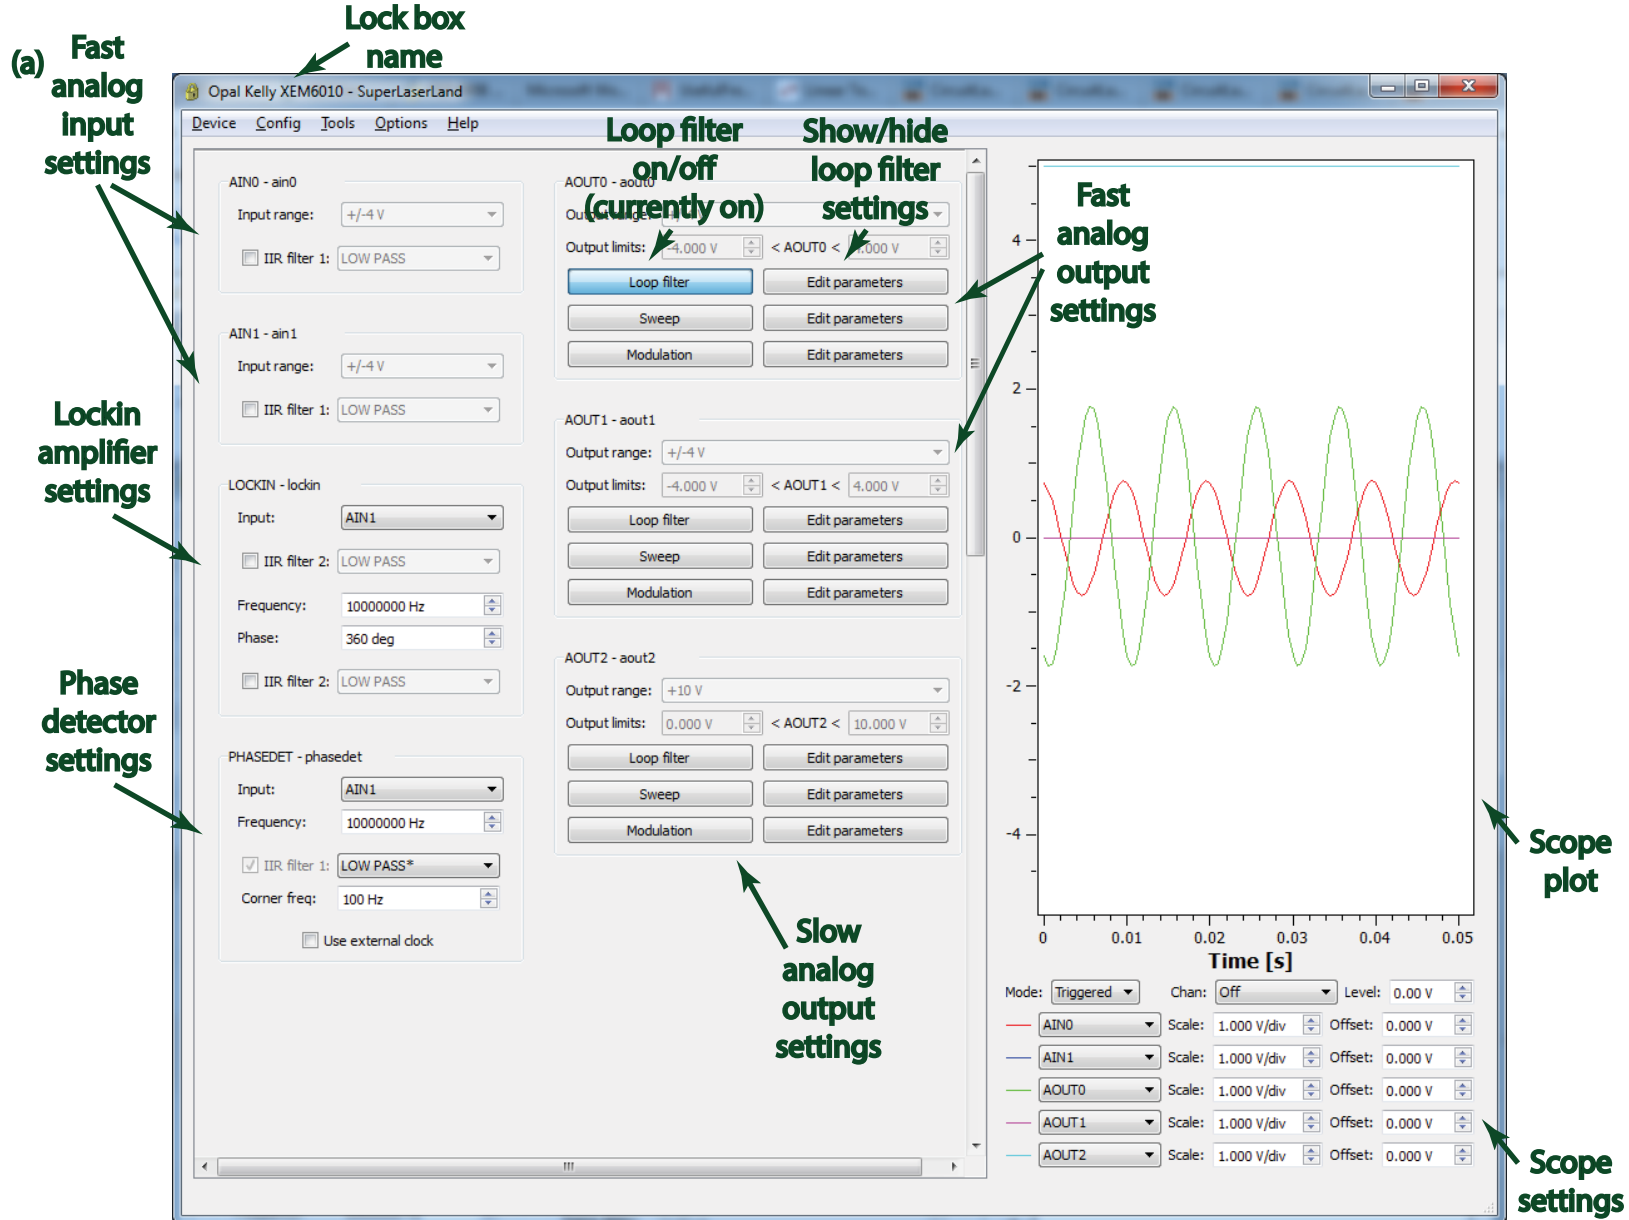 (a)
Fast
analog
input
settings
Lock box
name
Opal Kelly XEM6010 - SuperLaserLand
Device Config Tools Options Help
Loop filter
on/off
(currently on)
Show/hide
loop filter
settings
Fast
analog
output
settings
Lockin
amplifier
settings
Phase
detector
settings
Slow
analog
output
settings
Scope
plot
Scope
settings
AIN0 - ain0
Input range: +/-4 V
IIR filter 1: LOW PASS
AIN1 - ain1
Input range: +/-4 V
IIR filter 1: LOW PASS
LOCKIN - lockin
Input: AIN1
IIR filter 2: LOW PASS
Frequency: 10000000 Hz
Phase: 360 deg
IIR filter 2: LOW PASS
PHASEDET - phasedet
Input: AIN1
Frequency: 10000000 Hz
IIR filter 1: LOW PASS*
Corner freq: 100 Hz
Use external clock
AOUT0 - aout0
Output range:
Output limits: -4.000 V < AOUT0 < 4.000 V
Loop filter Edit parameters
Sweep Edit parameters
Modulation Edit parameters
AOUT1 - aout1
Output range: +/-4 V
Output limits: -4.000 V < AOUT1 < 4.000 V
Loop filter Edit parameters
Sweep Edit parameters
Modulation Edit parameters
AOUT2 - aout2
Output range: +10 V
Output limits: 0.000 V < AOUT2 < 10.000 V
Loop filter Edit parameters
Sweep Edit parameters
Modulation Edit parameters
4
2
0
-2
-4
0 0.01 0.02 0.03 0.04 0.05
Time [s]
Mode: Triggered Chan: Off Level: 0.00 V
AIN0 Scale: 1.000 V/div Offset: 0.000 V
AIN1 Scale: 1.000 V/div Offset: 0.000 V
AOUT0 Scale: 1.000 V/div Offset: 0.000 V
AOUT1 Scale: 1.000 V/div Offset: 0.000 V
AOUT2 Scale: 1.000 V/div Offset: 0.000 V